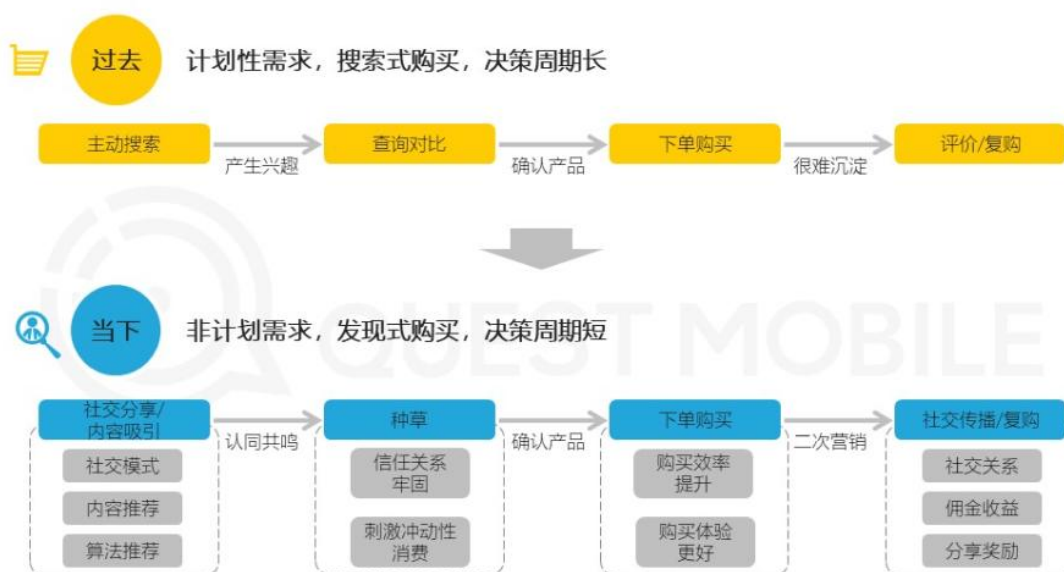 过去
计划性需求，搜索式购买，决策周期长
主动搜索
产生兴趣
查询对比
确认产品
下单购买
很难沉淀
评价/复购
QUEST MOBILE
当下
非计划需求，发现式购买，决策周期短
社交分享/
内容吸引
认同共鸣
种草
确认产品
下单购买
二次营销
社交传播/复购
社交模式
内容推荐
算法推荐
信任关系
牢固
刺激冲动性
消费
购买效率
提升
购买体验
更好
社交关系
佣金收益
分享奖励